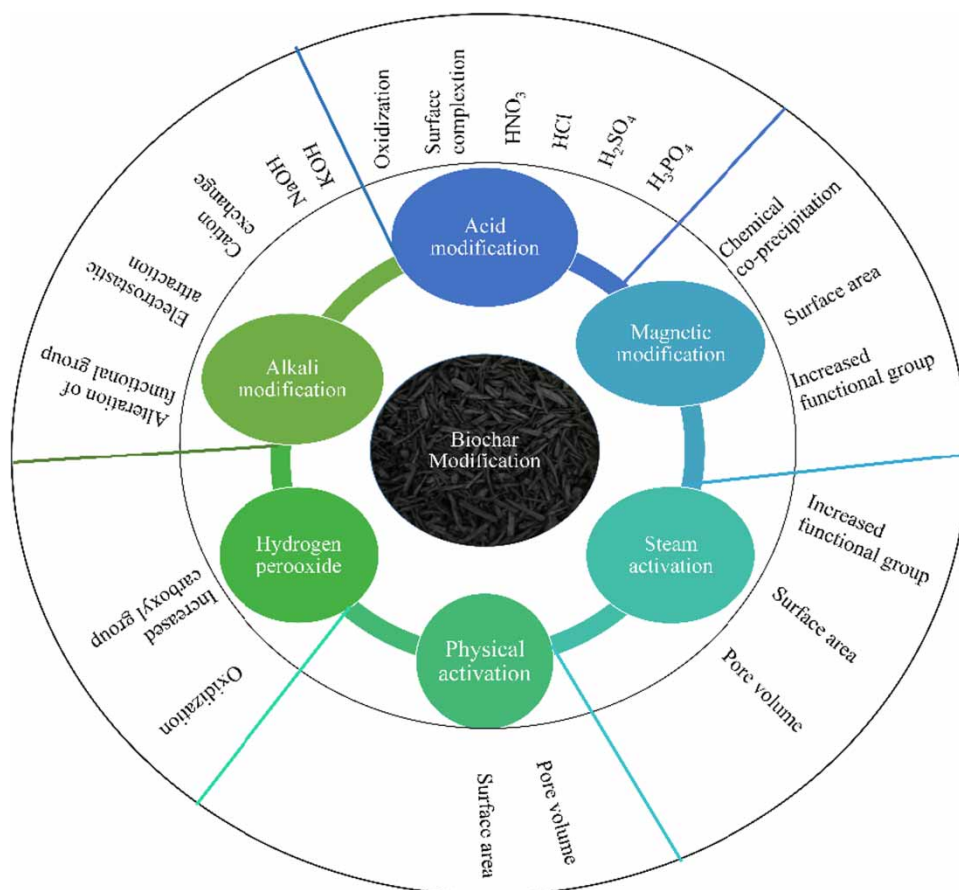 Oxidization
Surface
complextion
HNO₃
HCl
H₂SO₄
H₃PO₄
Acid
modification
Chemical
co-precipitation
Surface area
Increased
functional group
Magnetic
modification
Increased
functional group
Surface area
Pore volume
Steam
activation
Pore volume
Surface area
Physical
activation
Oxidization
Increased
carboxyl group
Hydrogen
perooxide
Alteration of
functional group
Electrostastic
attraction
Cation
exchange
NaOH
KOH
Alkali
modification
Biochar
Modification